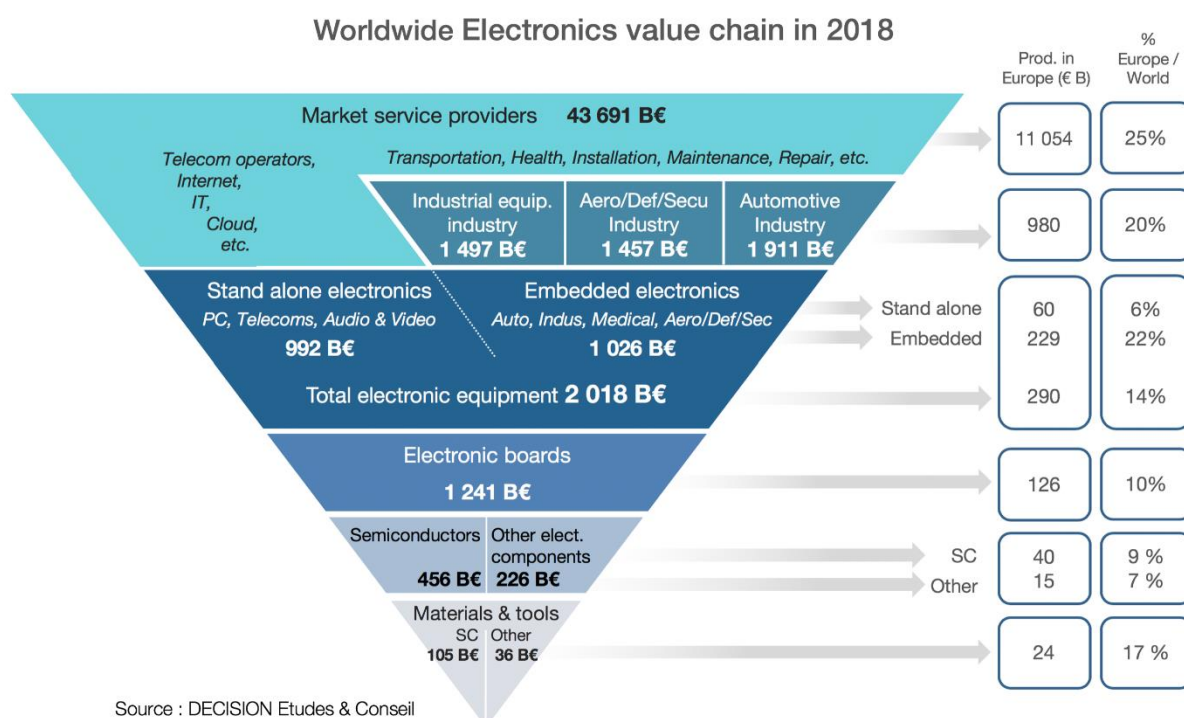 Worldwide Electronics value chain in 2018
Prod. in
Europe (€ B)
%
Europe /
World
Market service providers 43 691 B€
Telecom operators,
Internet,
IT,
Cloud,
etc.
Transportation, Health, Installation, Maintenance, Repair, etc.
11 054
25%
Industrial equip.
industry
1 497 B€
Aero/Def/Secu
Industry
1 457 B€
Automotive
Industry
1 911 B€
980
20%
Stand alone electronics
PC, Telecoms, Audio & Video
992 B€
Embedded electronics
Auto, Indus, Medical, Aero/Def/Sec
1 026 B€
Total electronic equipment 2 018 B€
Stand alone
60
6%
Embedded
229
22%
290
14%
Electronic boards
1 241 B€
126
10%
Semiconductors
456 B€
Other elect.
components
226 B€
SC
40
9 %
Other
15
7 %
Materials & tools
SC
105 B€
Other
36 B€
24
17 %
Source : DECISION Etudes & Conseil